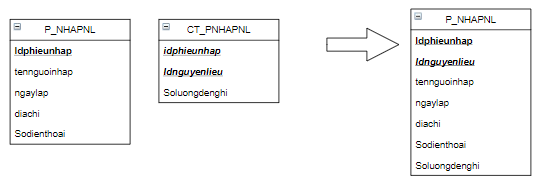 P_NHAPNL
Idphieunhap
tennguoinhap
ngaylap
diachi
Sodienthoai
CT_PNHAPNL
idphieunhap
Idnguyenlieu
Soluongdenghi
P_NHAPNL
Idphieunhap
Idnguyenlieu
tennguoinhap
ngaylap
diachi
Sodienthoai
Soluongdenghi